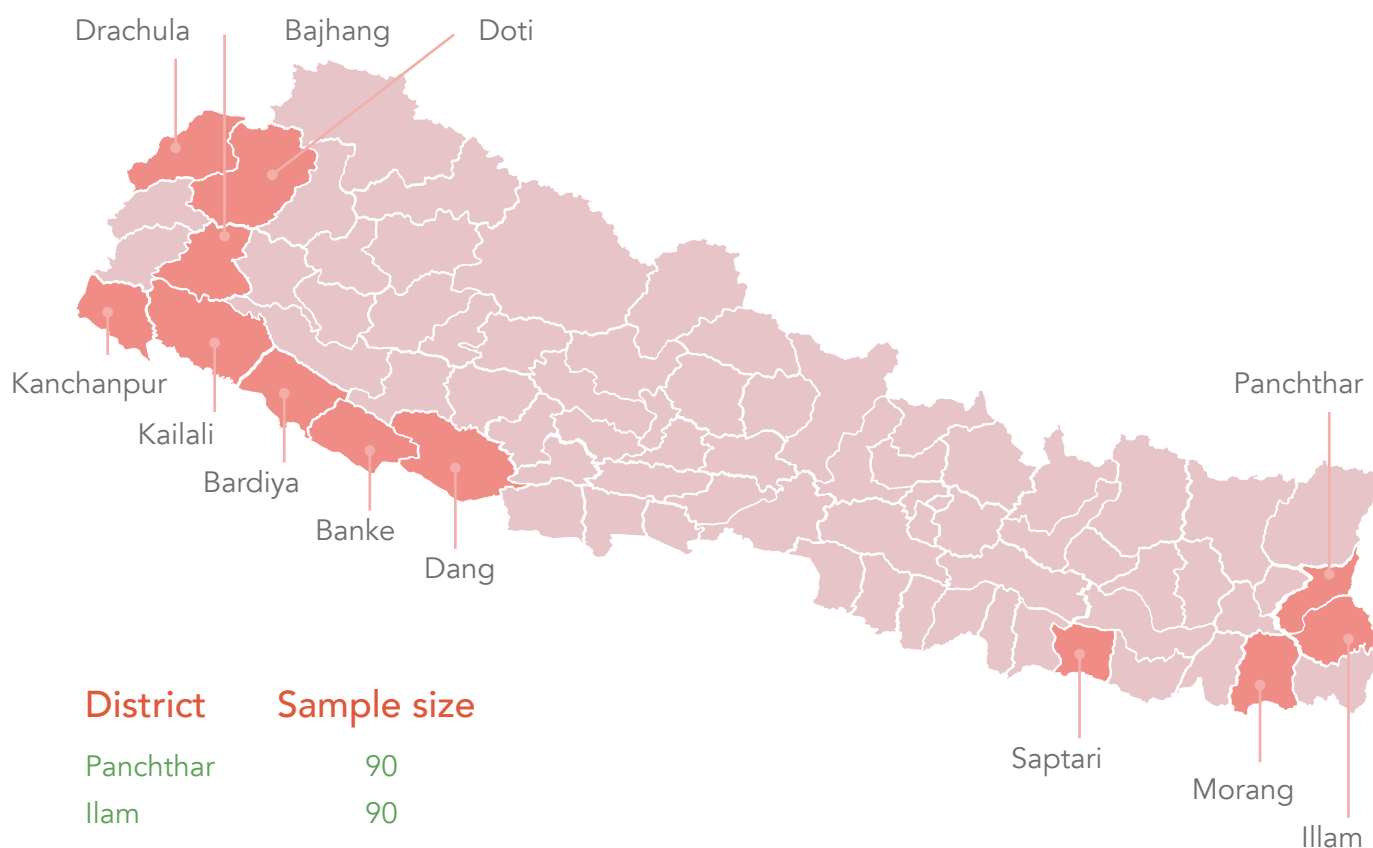 Drachula Bajhang Doti
Kanchanpur
Panchthar
Kailali
Bardiya
Banke
Dang
District Sample size
Saptari
Panchthar 90
Morang
Ilam 90
Illam